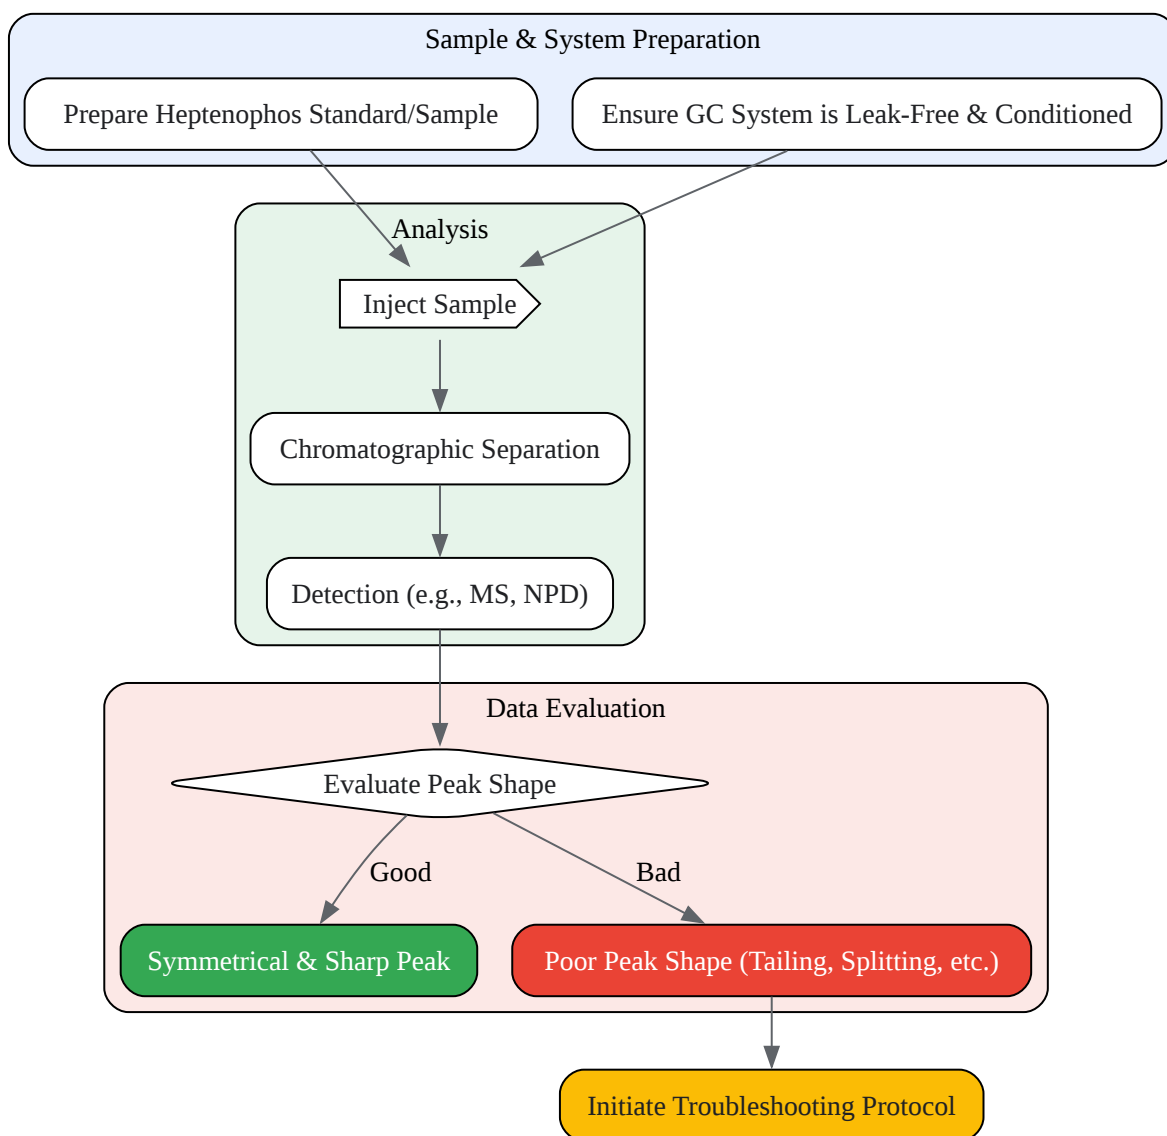 Sample & System Preparation
Prepare Heptenophos Standard/Sample
Ensure GC System is Leak-Free & Conditioned
Analysis
Inject Sample
Chromatographic Separation
Detection (e.g., MS, NPD)
Data Evaluation
Evaluate Peak Shape
Good
Bad
Symmetrical & Sharp Peak
Poor Peak Shape (Tailing, Splitting, etc.)
Initiate Troubleshooting Protocol